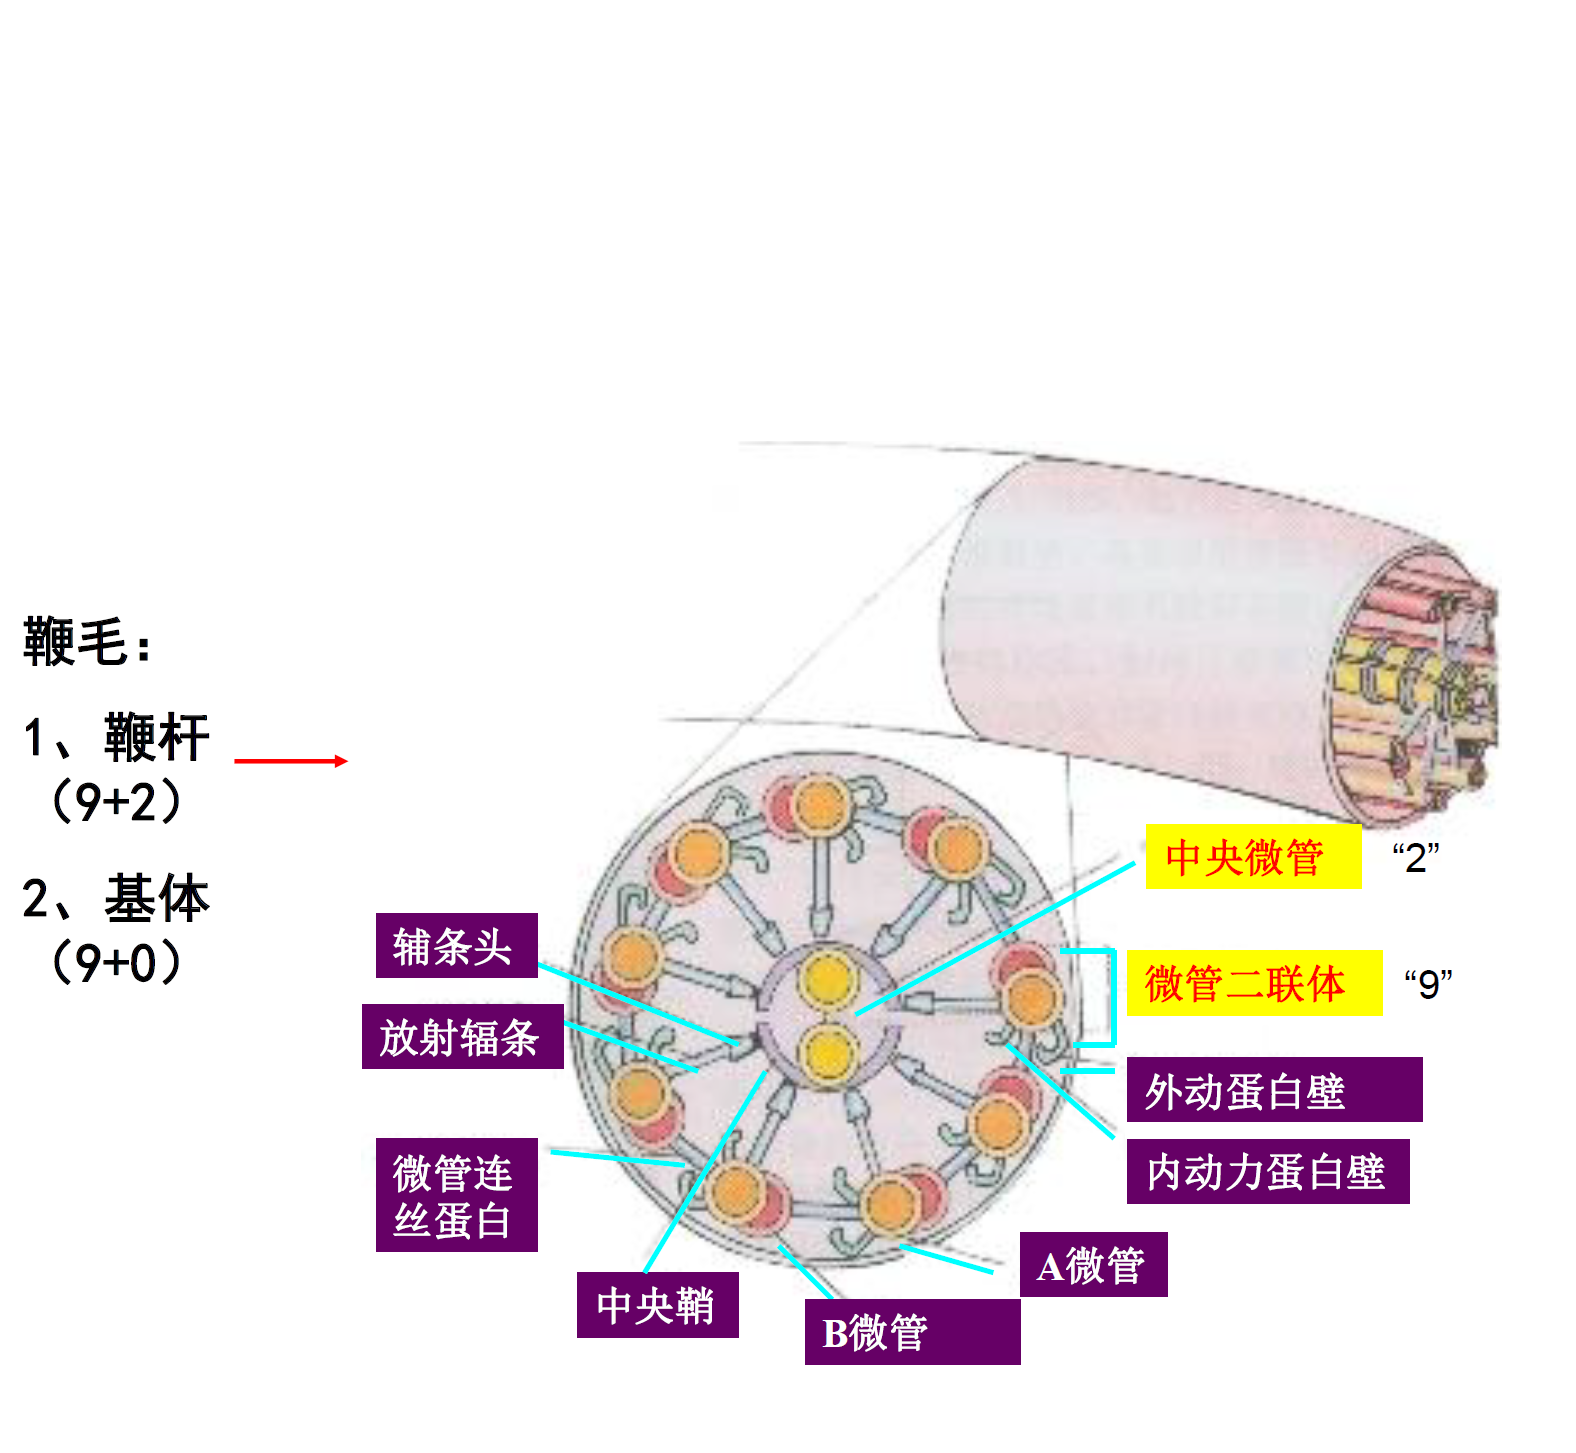 鞭毛：
1、鞭杆
（9+2）
2、基体
（9+0）
中央微管
“2”
辅条头
微管二联体
“9”
放射辐条
外动蛋白壁
微管连
丝蛋白
内动力蛋白壁
A微管
中央鞘
B微管